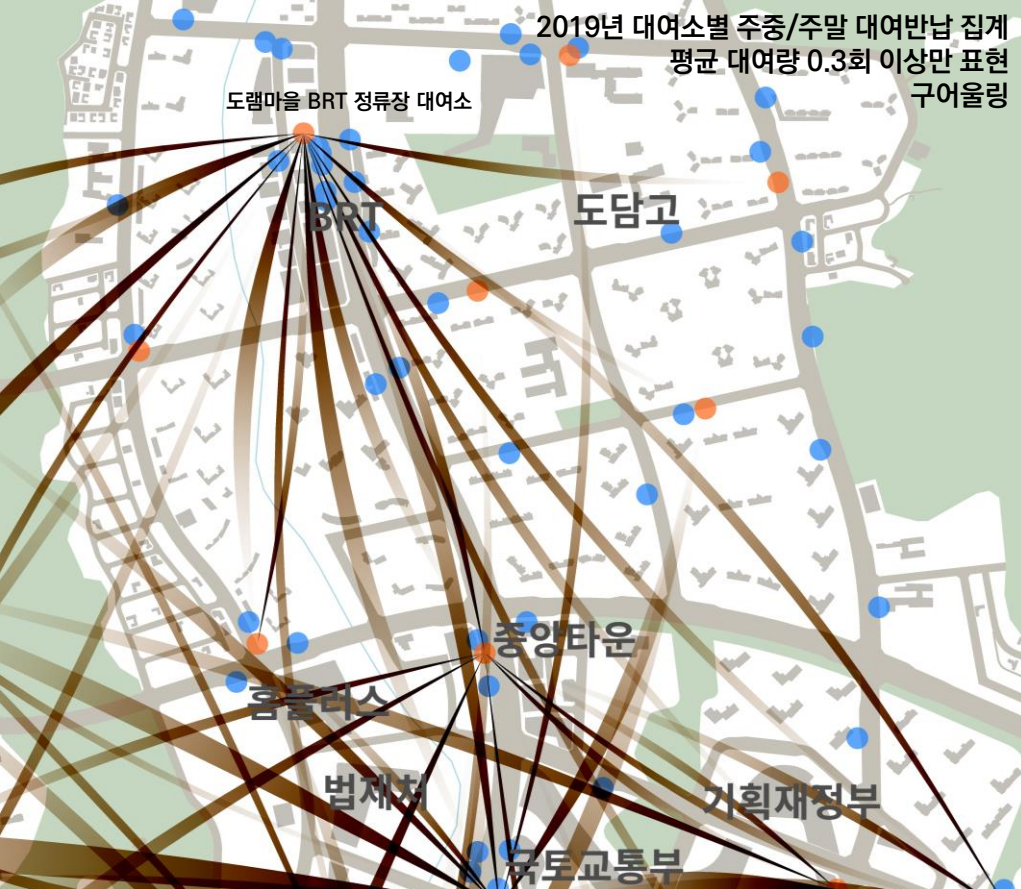 2019년 대여소별 주중/주말 대여반납 집계
평균 대여량 0.3회 이상만 표현
구어울링
도램마을 BRT 정류장 대여소
BRT
도담고
중앙타운
홈플러스
법제처
기획재정부
국토교통부